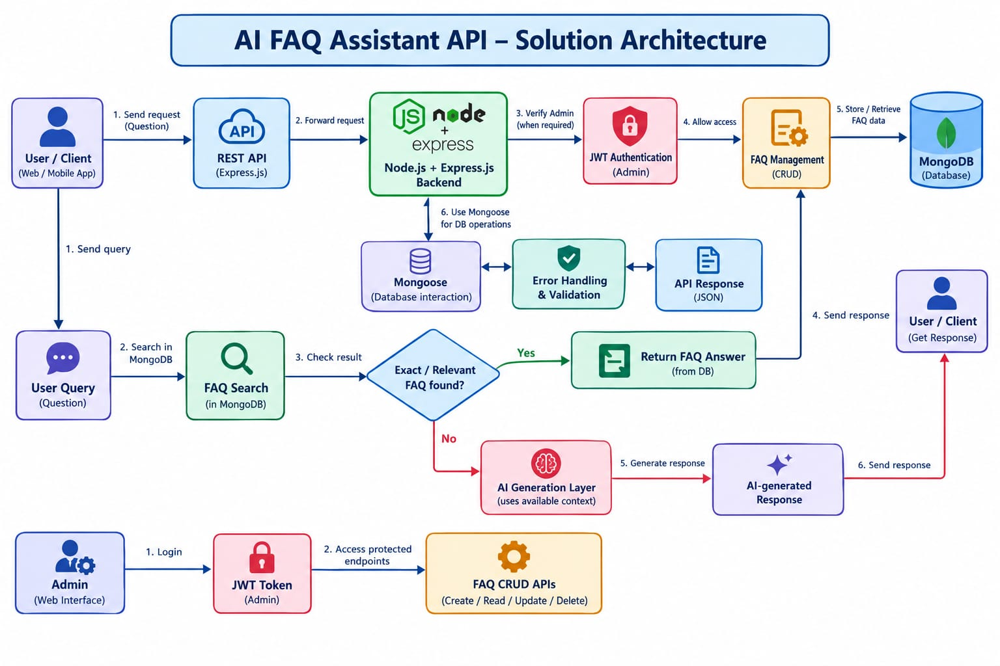 AI FAQ Assistant API – Solution Architecture
User / Client
(Web / Mobile App)
1. Send request
(Question)
API
REST API
(Express.js)
2. Forward request
JS
node
+
express
Node.js + Express.js
Backend
3. Verify Admin
(when required)
JWT Authentication
(Admin)
4. Allow access
FAQ Management
(CRUD)
5. Store / Retrieve
FAQ data
MongoDB
(Database)
6. Use Mongoose
for DB operations
Mongoose
(Database interaction)
Error Handling
& Validation
API Response
(JSON)
1. Send query
User Query
(Question)
2. Search in
MongoDB
FAQ Search
(in MongoDB)
3. Check result
Exact / Relevant
FAQ found?
Yes
Return FAQ Answer
(from DB)
4. Send response
User / Client
(Get Response)
No
AI Generation Layer
(uses available context)
5. Generate response
AI-generated
Response
6. Send response
Admin
(Web Interface)
1. Login
JWT Token
(Admin)
2. Access protected
endpoints
FAQ CRUD APIs
(Create / Read / Update / Delete)